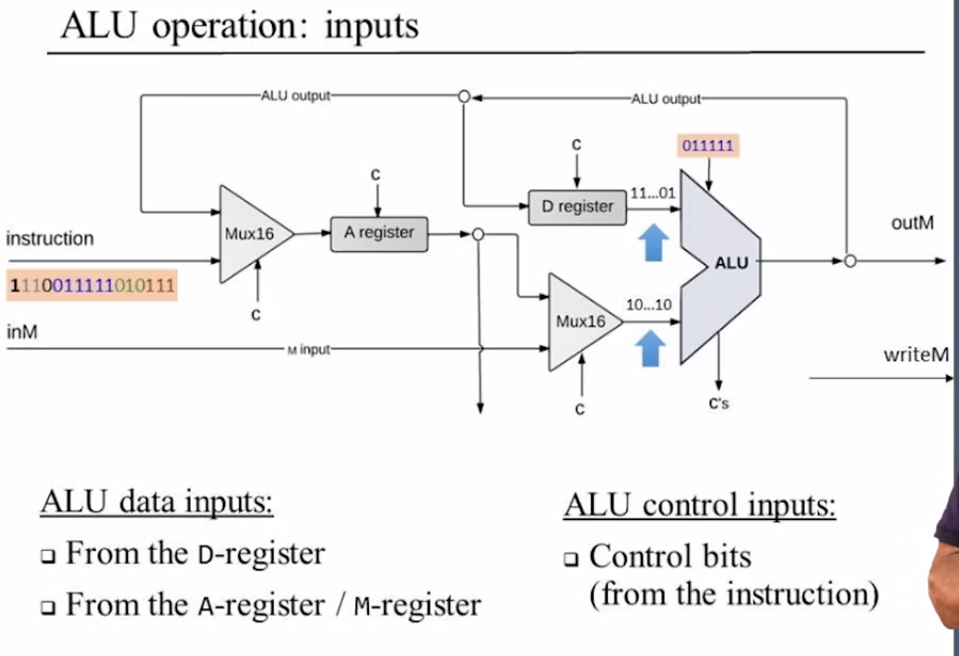 ALU operation: inputs
ALU output
ALU output
011111
C
C
D register
11...01
Mux16
A register
instruction
1110011111010111
C
inM
M input
Mux16
10...10
C
ALU
outM
writeM
C's
ALU data inputs:
From the D-register
From the A-register / M-register
ALU control inputs:
Control bits
(from the instruction)